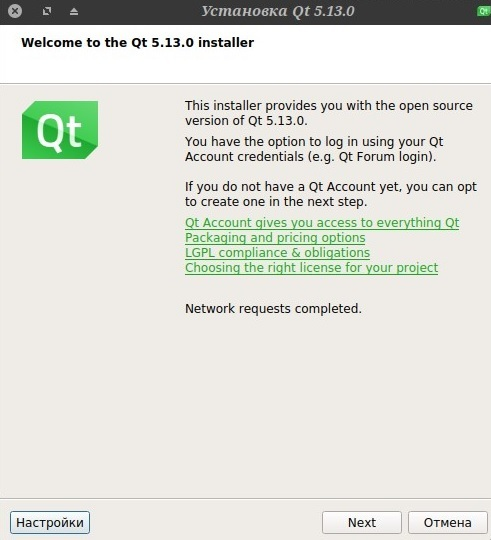 Установка Qt 5.13.0
Qt
Welcome to the Qt 5.13.0 installer
Qt
This installer provides you with the open source
version of Qt 5.13.0.
You have the option to log in using your Qt
Account credentials (e.g. Qt Forum login).
If you do not have a Qt Account yet, you can opt
to create one in the next step.
Qt Account gives you access to everything Qt
Packaging and pricing options
LGPL compliance & obligations
Choosing the right license for your project
Network requests completed.
Настройки
Next
Отмена